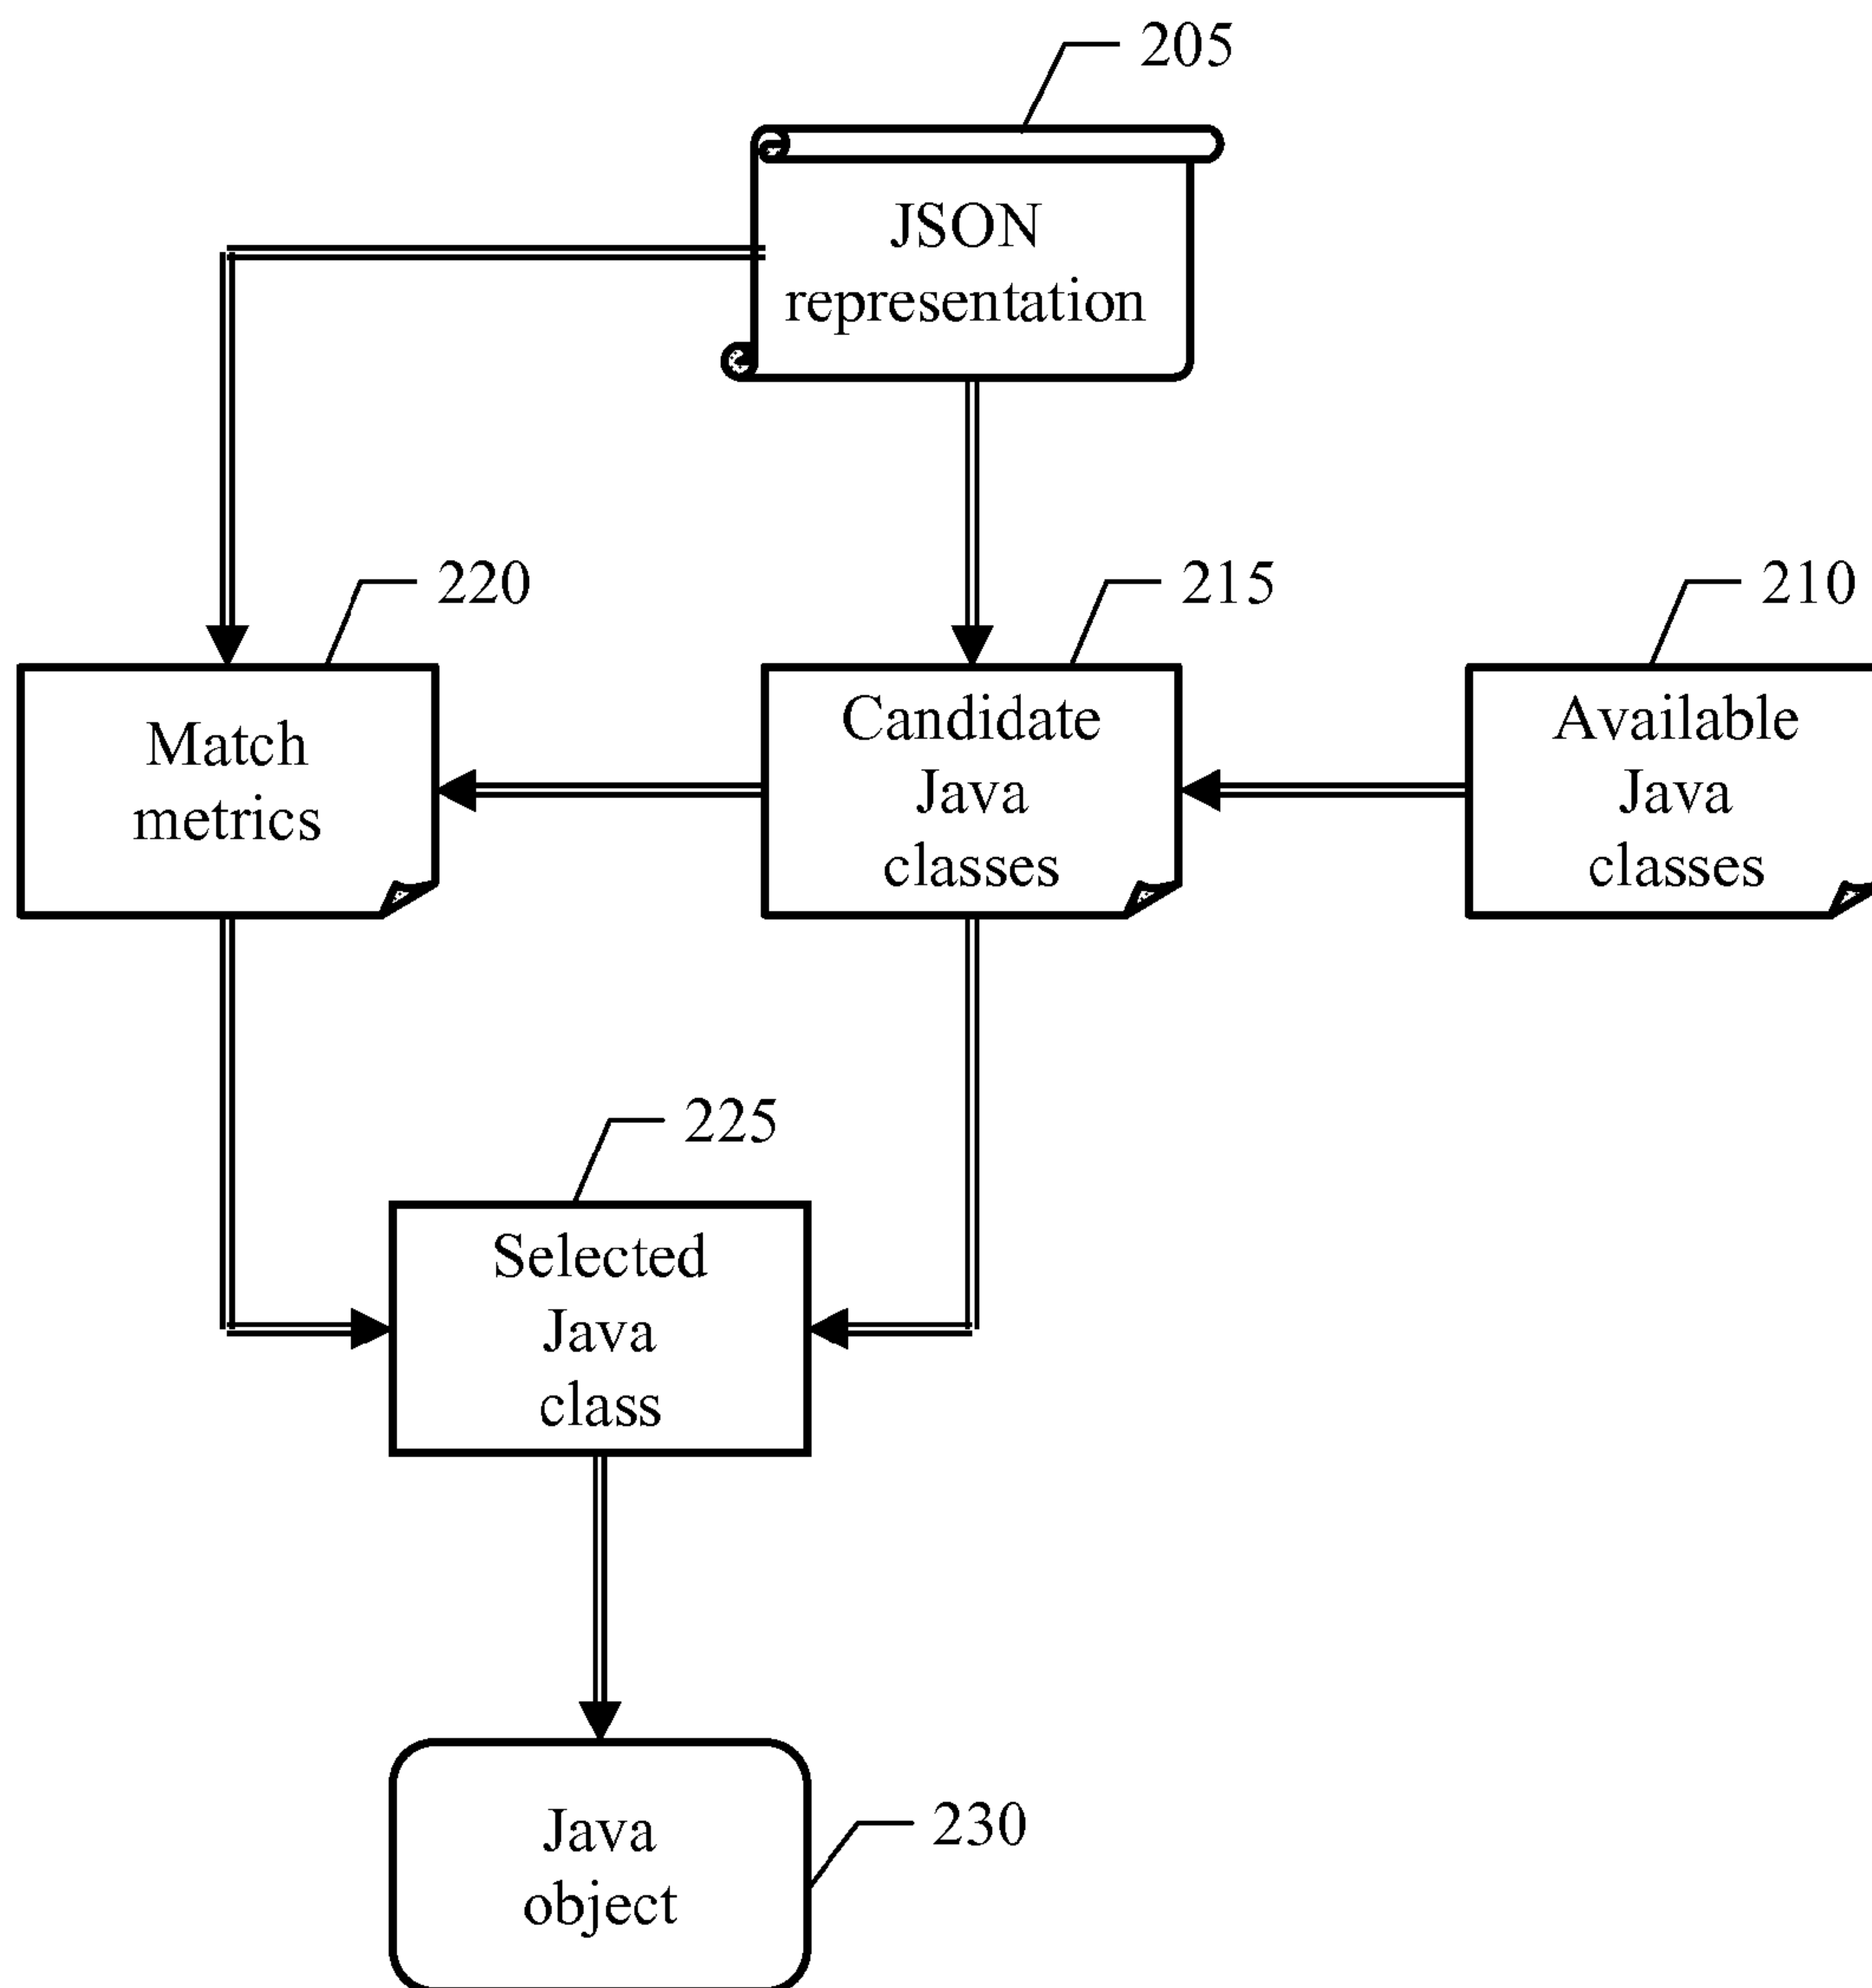 205
JSON
representation
220
215
210
Match
metrics
Candidate
Java
classes
Available
Java
classes
225
Selected
Java
class
230
Java
object